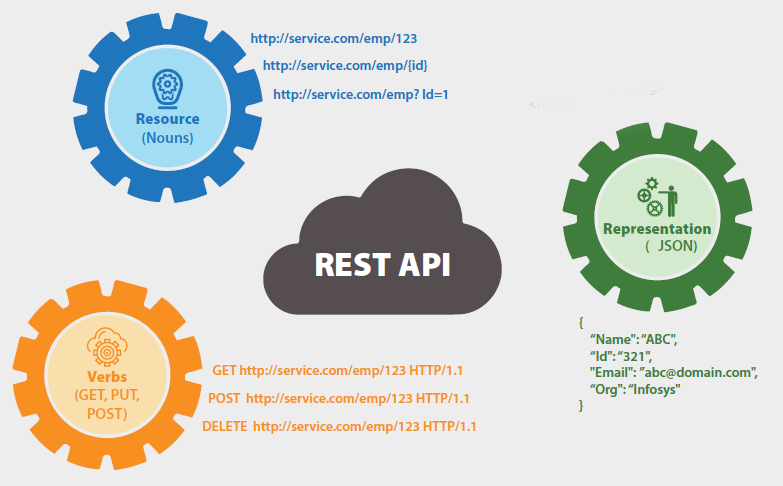 http://service.com/emp/123
http://service.com/emp/{id}
http://service.com/emp? Id=1
Resource
(Nouns)
REST API
Representation
( JSON)
{
“Name": “ABC",
“Id": “321",
"Email": ”abc@domain.com",
“Org": “Infosys"
}
Verbs
(GET, PUT,
POST)
GET http://service.com/emp/123 HTTP/1.1
POST http://service.com/emp/123 HTTP/1.1
DELETE http://service.com/emp/123 HTTP/1.1